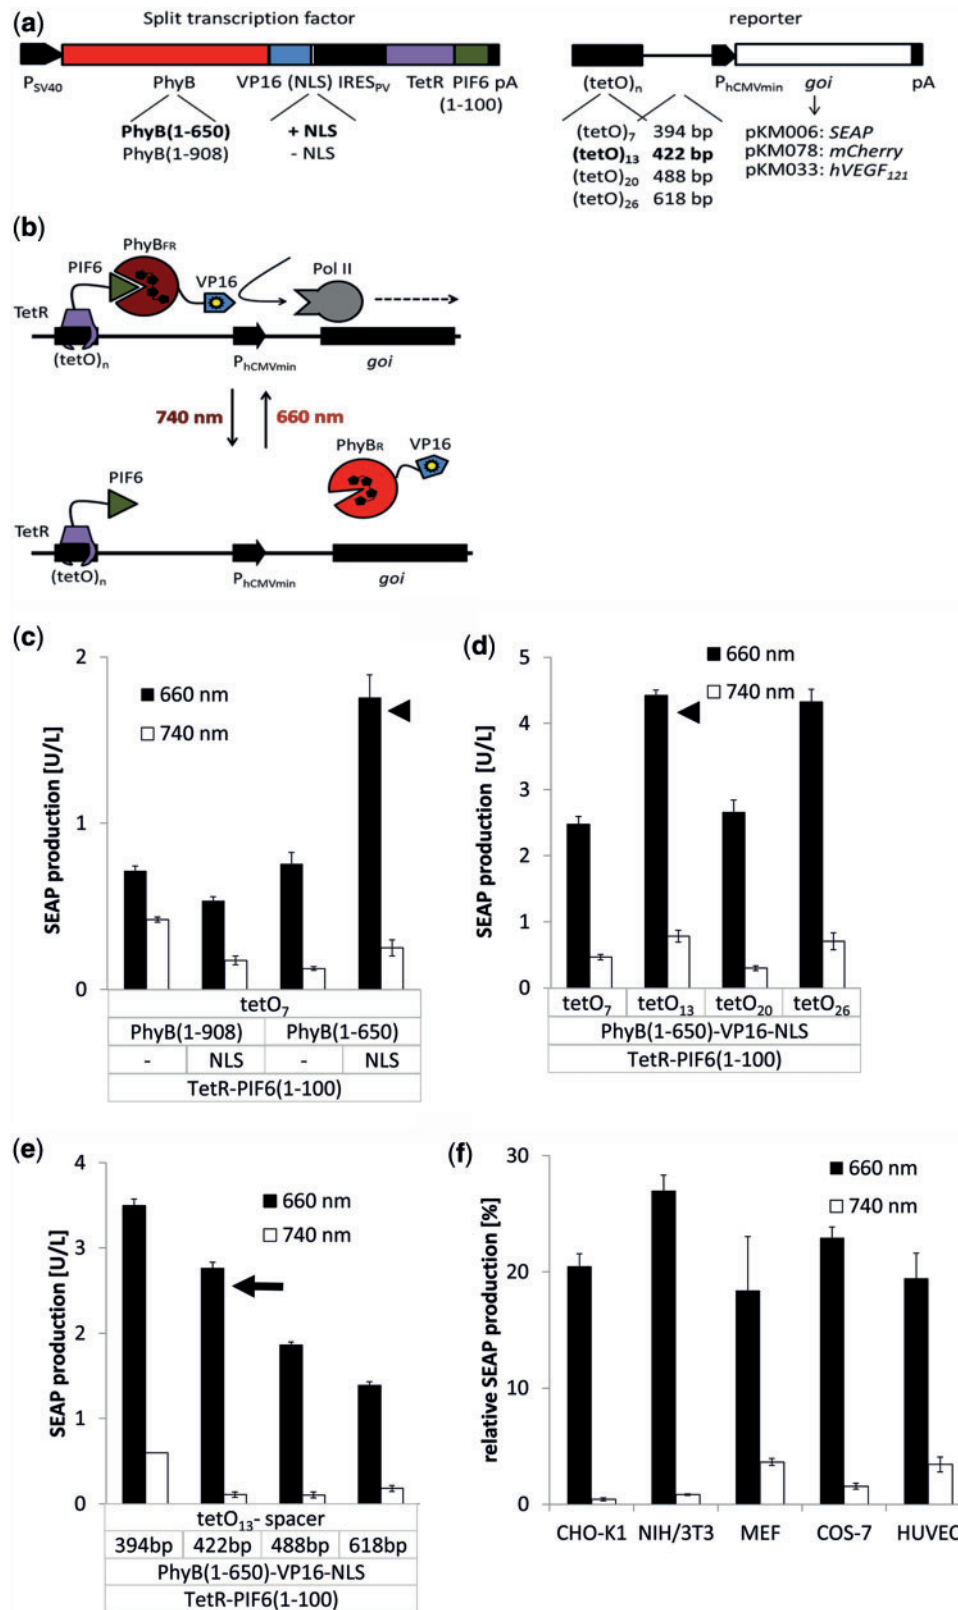 (a)
Split transcription factor
reporter
P_SV40 PhyB VP16 (NLS) IRES_PV TetR PIF6 pA
(1-100)
PhyB(1-650)
PhyB(1-908)
+ NLS
- NLS
(tetO)_n P_hCMVmin goi pA
(tetO)_7 394 bp
(tetO)_13 422 bp
(tetO)_20 488 bp
(tetO)_26 618 bp
pKM006: SEAP
pKM078: mCherry
pKM033: hVEGF_121
(b)
PhyB_FR
PIF6
VP16
Pol II
TetR
(tetO)_n
P_hCMVmin
goi
740 nm
660 nm
PhyB_R
VP16
PIF6
TetR
(tetO)_n
P_hCMVmin
goi
(c)
SEAP production [U/L]
2
1
0
660 nm
740 nm
tetO_7
PhyB(1-908) PhyB(1-650)
- NLS - NLS
TetR-PIF6(1-100)
(d)
SEAP production [U/L]
5
4
3
2
1
0
660 nm
740 nm
tetO_7 tetO_13 tetO_20 tetO_26
PhyB(1-650)-VP16-NLS
TetR-PIF6(1-100)
(e)
SEAP production [U/L]
4
3
2
1
0
660 nm
740 nm
tetO_13- spacer
394bp 422bp 488bp 618bp
PhyB(1-650)-VP16-NLS
TetR-PIF6(1-100)
(f)
relative SEAP production [%]
30
20
10
0
660 nm
740 nm
CHO-K1 NIH/3T3 MEF COS-7 HUVEC